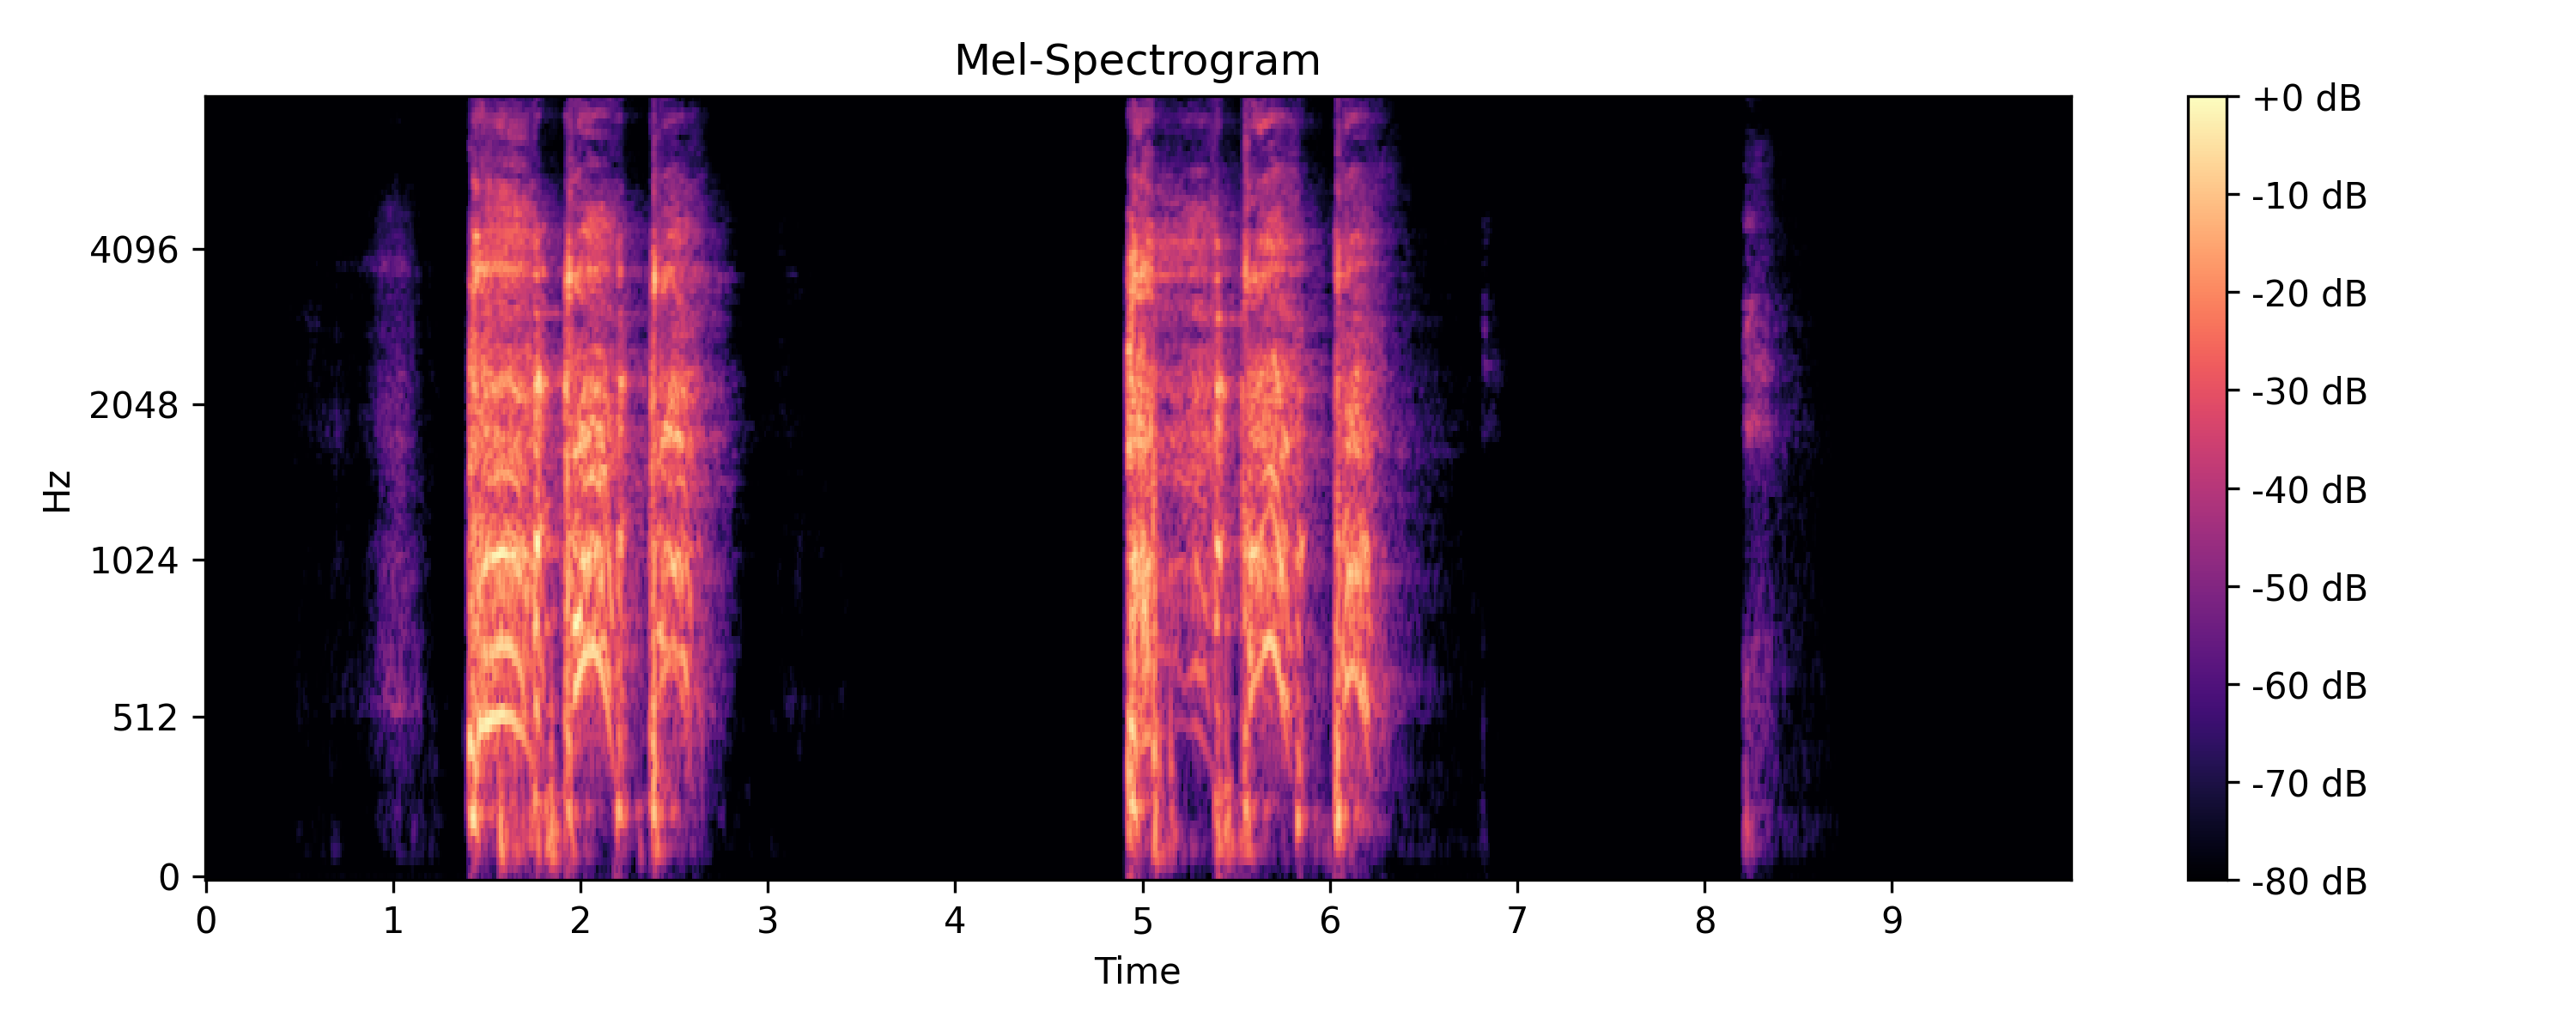 Mel-Spectrogram
+0 dB
-10 dB
-20 dB
-30 dB
-40 dB
-50 dB
-60 dB
-70 dB
-80 dB
Hz
4096
2048
1024
512
0
0 1 2 3 4 5 6 7 8 9
Time